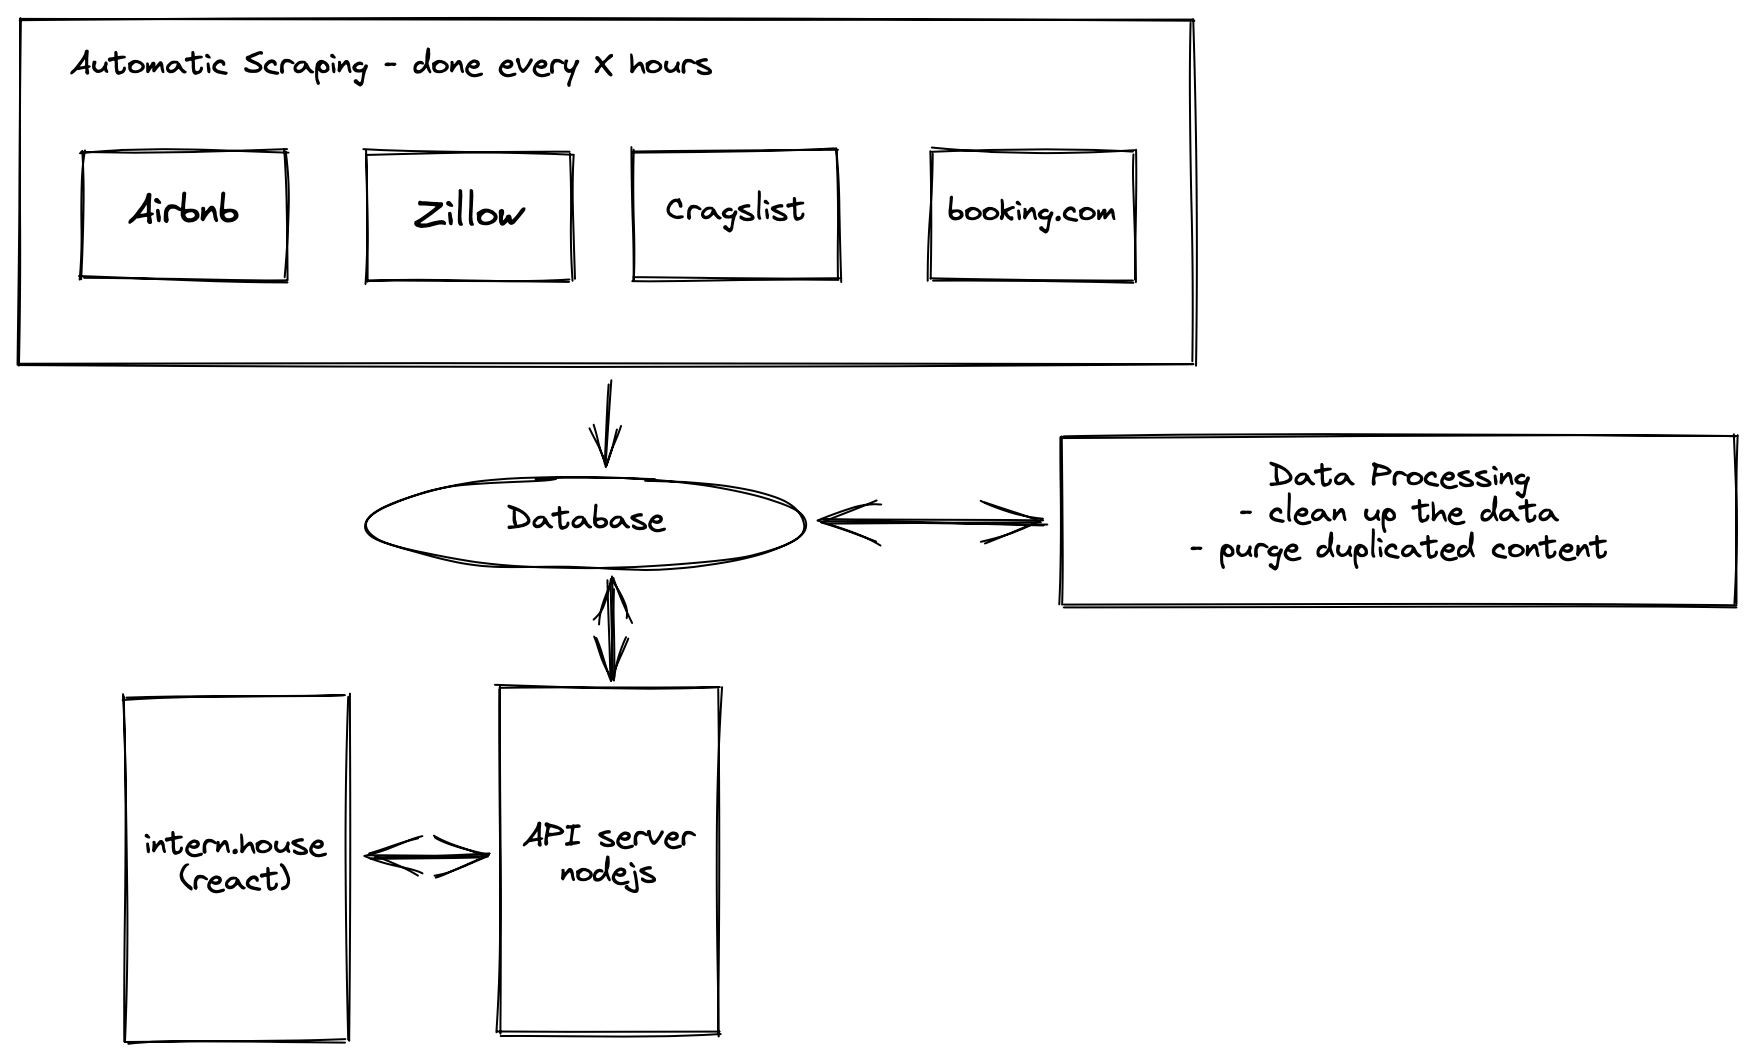 Automatic Scraping - done every X hours
Airbnb
Zillow
Cragslist
booking.com
Database
Data Processing
- clean up the data
- purge duplicated content
intern.house
(react)
API server
nodejs